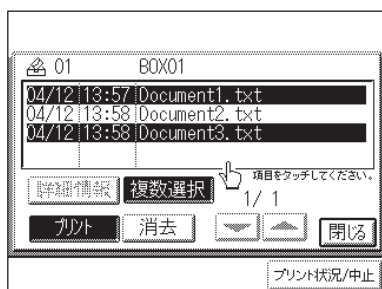 01 BOX01
04/12 13:57 Document1.txt
04/12 13:58 Document2.txt
04/12 13:58 Document3.txt
項目をタッチしてください。
詳細情報 複数選択 1/ 1
プリント 消去 閉じる
プリント状況/中止